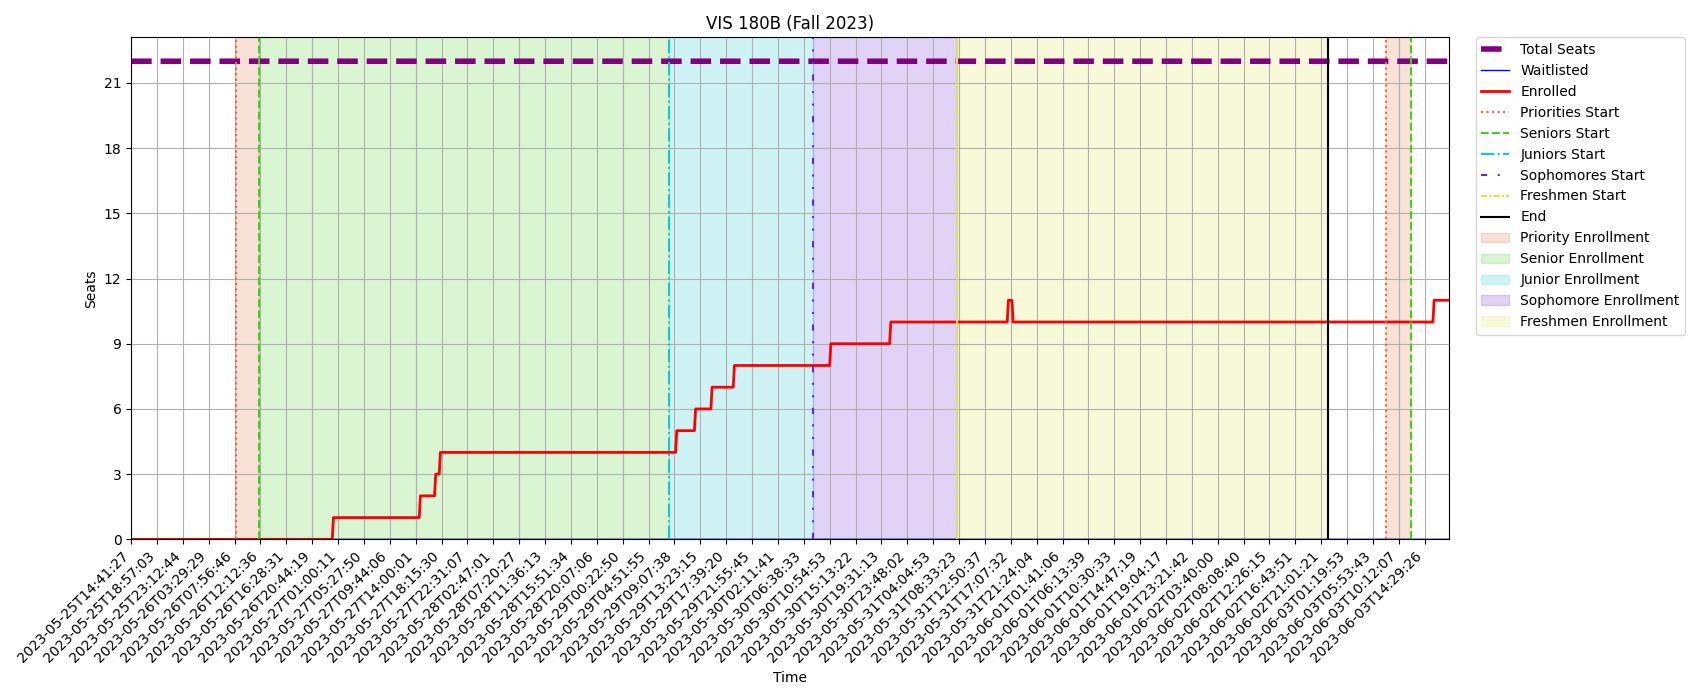 VIS 180B (Fall 2023)
Seats
21
18
15
12
9
6
3
0
2023-05-25T14:41:27
2023-05-25T18:57:03
2023-05-25T23:12:44
2023-05-26T03:29:29
2023-05-26T07:56:46
2023-05-26T12:12:36
2023-05-26T16:28:31
2023-05-26T20:44:19
2023-05-27T01:00:11
2023-05-27T05:27:50
2023-05-27T09:44:06
2023-05-27T14:00:01
2023-05-27T18:15:30
2023-05-27T22:31:07
2023-05-28T02:47:01
2023-05-28T07:20:27
2023-05-28T11:36:13
2023-05-28T15:51:34
2023-05-28T20:07:06
2023-05-29T00:22:50
2023-05-29T04:51:55
2023-05-29T09:07:38
2023-05-29T13:23:15
2023-05-29T17:39:20
2023-05-29T21:55:45
2023-05-30T02:11:41
2023-05-30T06:38:33
2023-05-30T10:54:53
2023-05-30T15:13:22
2023-05-30T19:31:13
2023-05-30T23:48:02
2023-05-31T04:04:53
2023-05-31T08:33:23
2023-05-31T12:50:37
2023-05-31T17:07:32
2023-05-31T21:24:04
2023-06-01T01:41:06
2023-06-01T06:13:39
2023-06-01T10:30:33
2023-06-01T14:47:19
2023-06-01T19:04:17
2023-06-01T23:21:42
2023-06-02T03:40:00
2023-06-02T08:08:40
2023-06-02T12:26:15
2023-06-02T16:43:51
2023-06-02T21:01:21
2023-06-03T01:19:53
2023-06-03T05:53:43
2023-06-03T10:12:07
2023-06-03T14:29:26
Time
Total Seats
Waitlisted
Enrolled
Priorities Start
Seniors Start
Juniors Start
Sophomores Start
Freshmen Start
End
Priority Enrollment
Senior Enrollment
Junior Enrollment
Sophomore Enrollment
Freshmen Enrollment